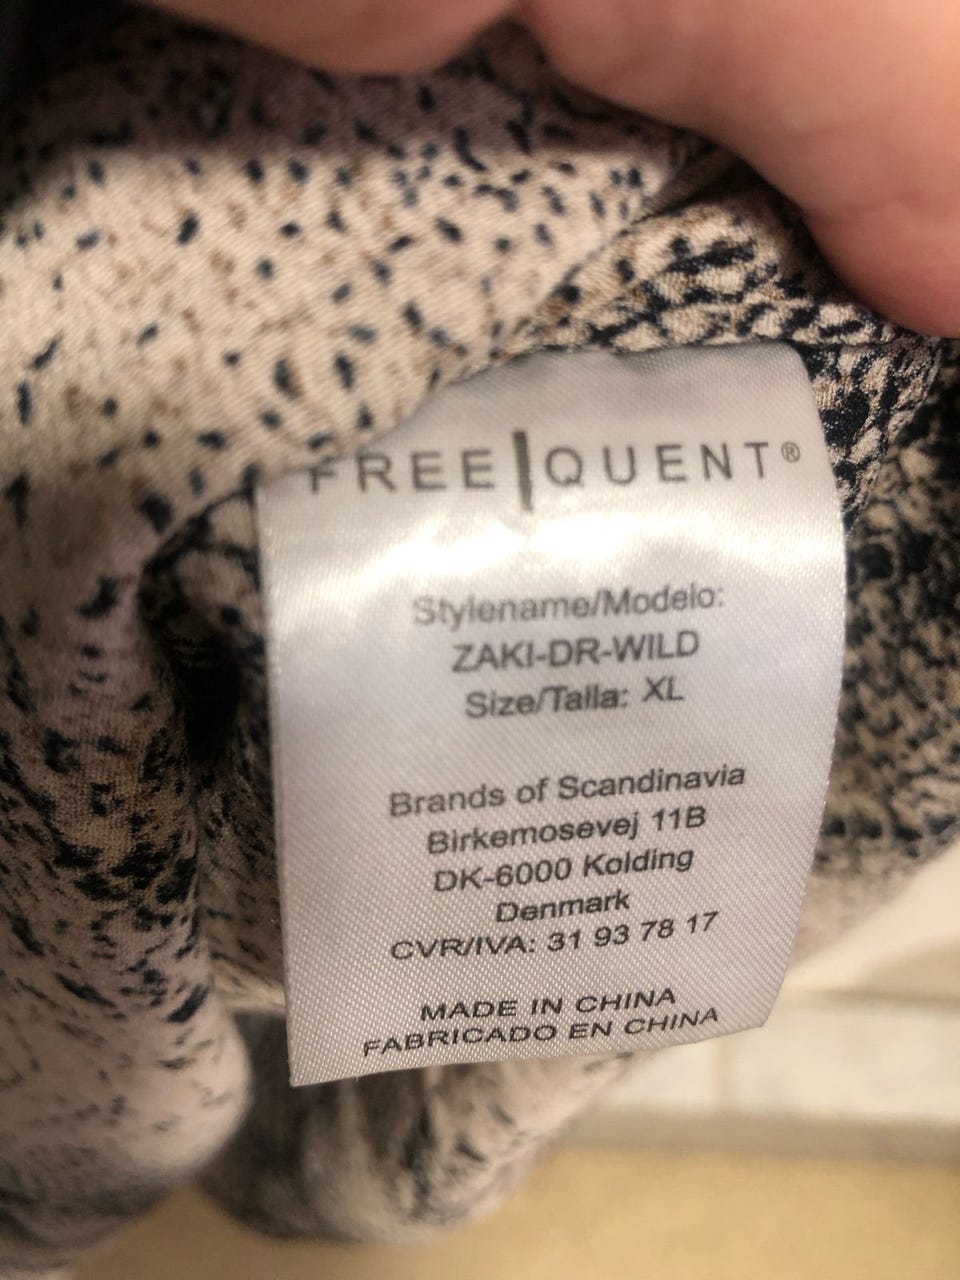 FREE|QUENT®
Stylename/Modelo:
ZAKI-DR-WILD
Size/Talla: XL
Brands of Scandinavia
Birkemosevej 11B
DK-6000 Kolding
Denmark
CVR/IVA: 31 93 78 17
MADE IN CHINA
FABRICADO EN CHINA